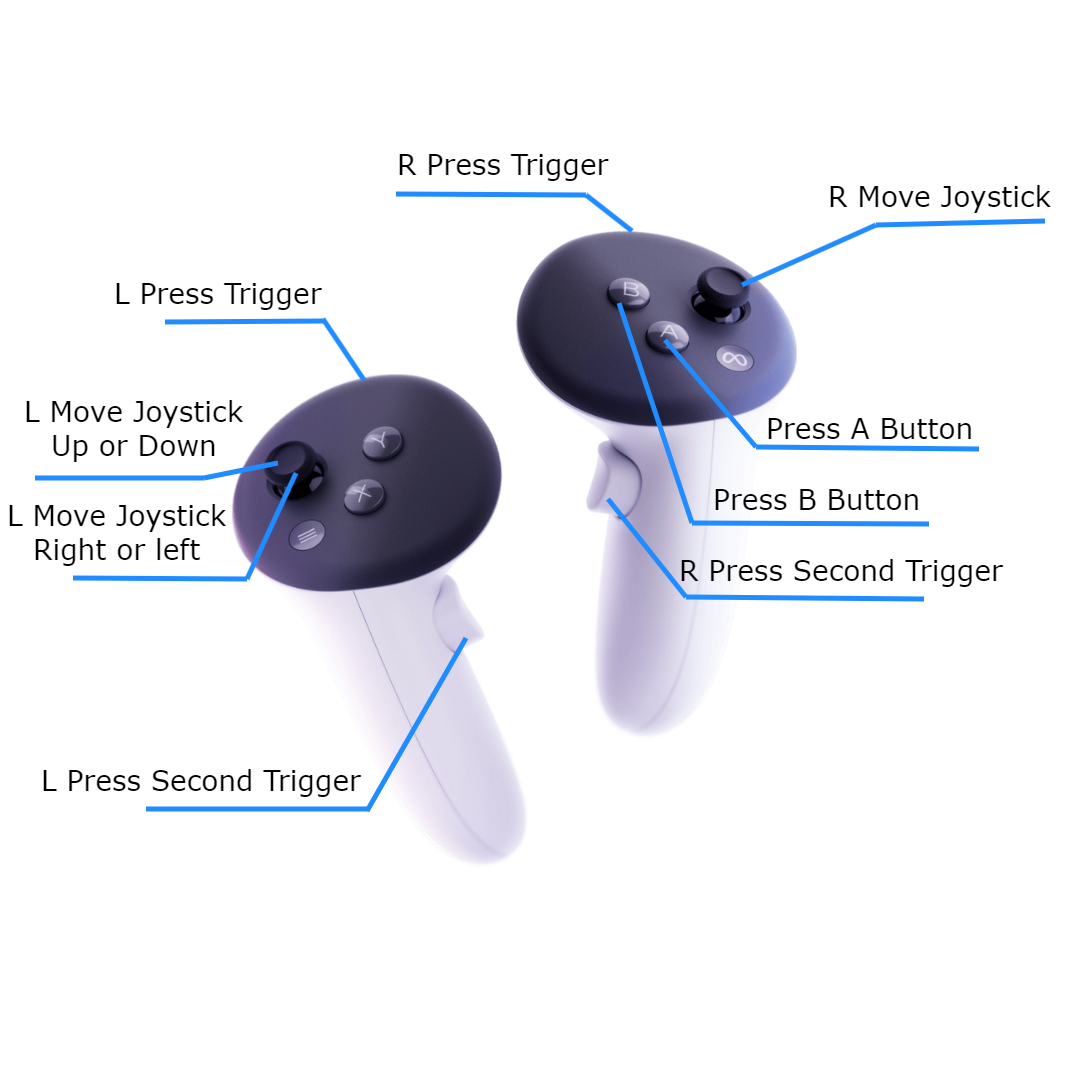 R Press Trigger
R Move Joystick
L Press Trigger
B
A
L Move Joystick
Up or Down
Y
Press A Button
X
Press B Button
L Move Joystick
Right or left
R Press Second Trigger
L Press Second Trigger